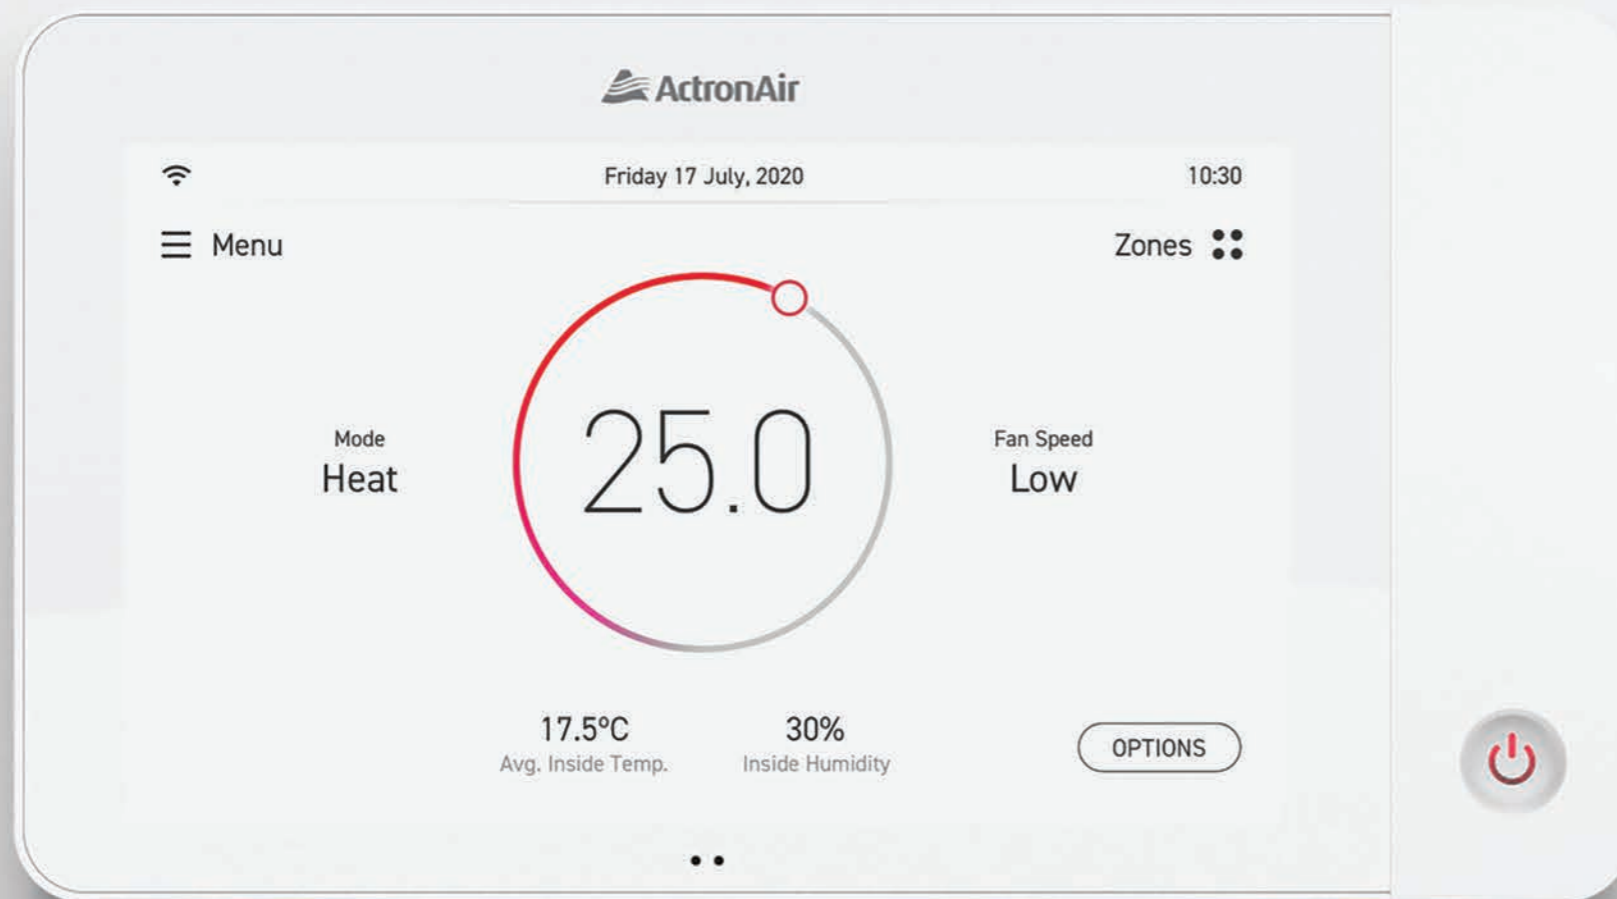 ActronAir
Friday 17 July, 2020
10:30
Menu
Zones
Mode
Heat
25.0
Fan Speed
Low
17.5ºC
Avg. Inside Temp.
30%
Inside Humidity
OPTIONS